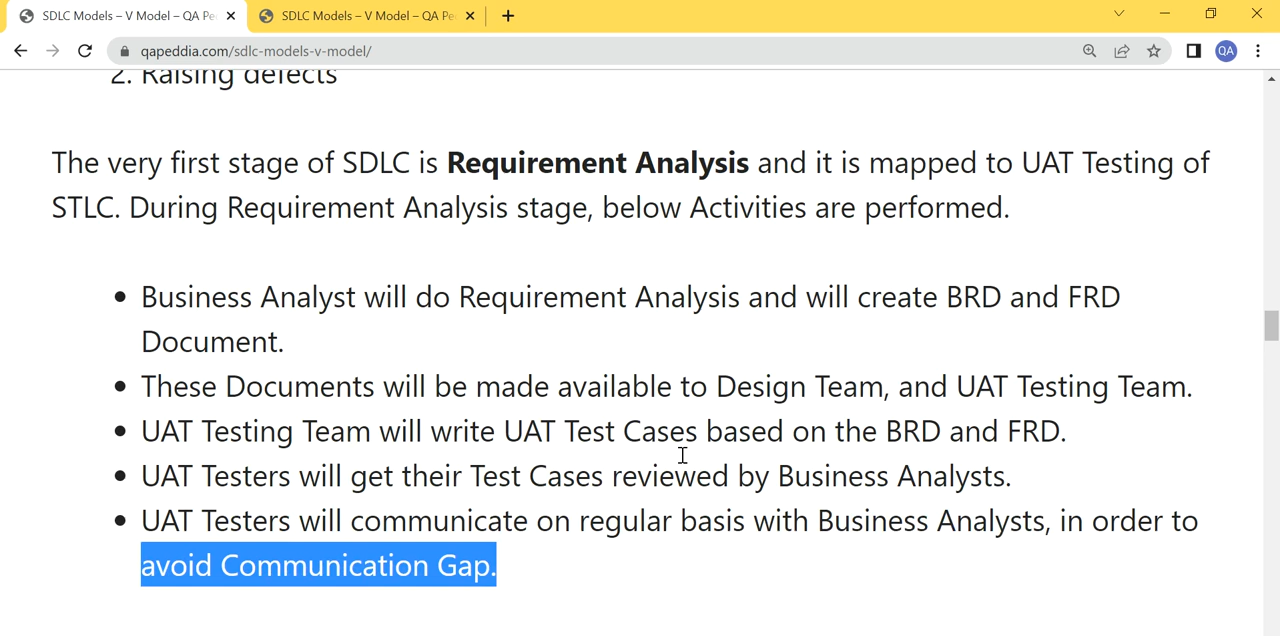 SDLC Models – V Model – QA Pe
SDLC Models – V Model – QA Pe
qapeddia.com/sdlc-models-v-model/
QA
2. Raising defects
The very first stage of SDLC is Requirement Analysis and it is mapped to UAT Testing of
STLC. During Requirement Analysis stage, below Activities are performed.
• Business Analyst will do Requirement Analysis and will create BRD and FRD
Document.
• These Documents will be made available to Design Team, and UAT Testing Team.
• UAT Testing Team will write UAT Test Cases based on the BRD and FRD.
• UAT Testers will get their Test Cases reviewed by Business Analysts.
• UAT Testers will communicate on regular basis with Business Analysts, in order to
avoid Communication Gap.